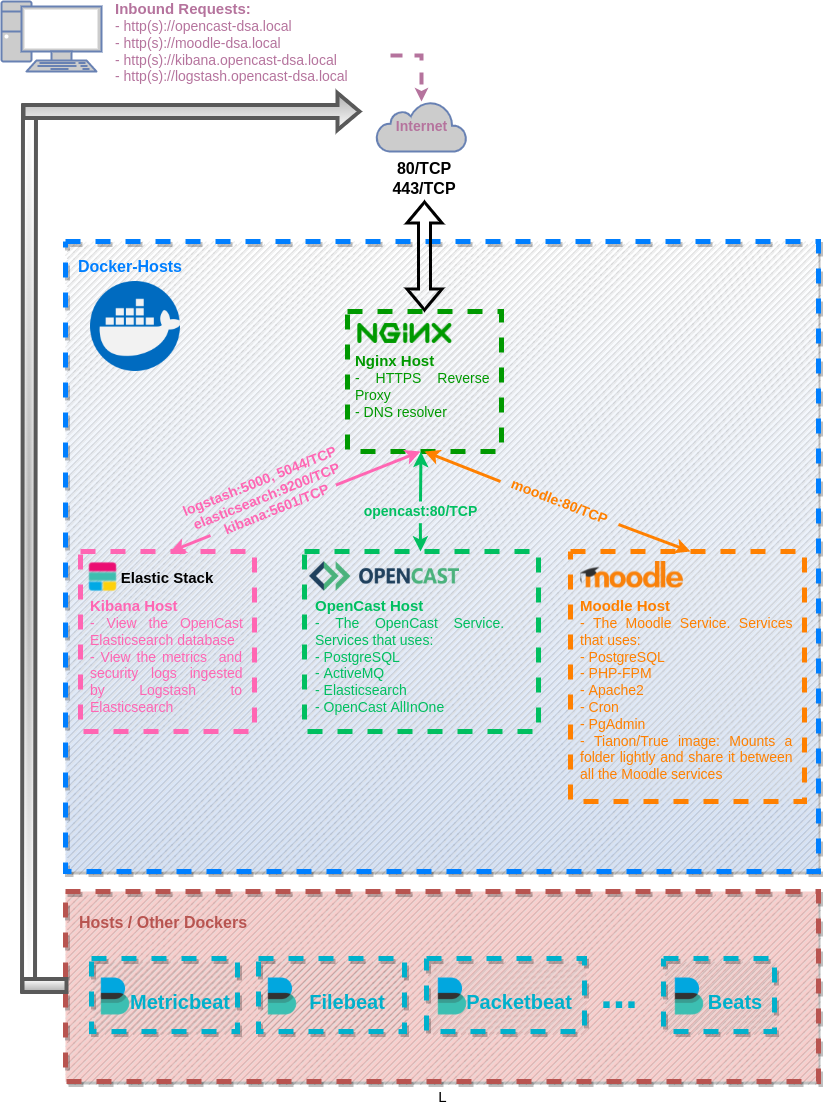 Inbound Requests:
- http(s)://opencast-dsa.local
- http(s)://moodle-dsa.local
- http(s)://kibana.opencast-dsa.local
- http(s)://logstash.opencast-dsa.local
Internet
80/TCP
443/TCP
Docker-Hosts
NGINX
Nginx Host
- HTTPS Reverse
Proxy
- DNS resolver
logstash:5000, 5044/TCP
elasticsearch:9200/TCP
kibana:5601/TCP
opencast:80/TCP
moodle:80/TCP
Elastic Stack
Kibana Host
- View the OpenCast
Elasticsearch database
- View the metrics and
security logs ingested
by Logstash to
Elasticsearch
OPENCAST
OpenCast Host
- The OpenCast Service.
Services that uses:
- PostgreSQL
- ActiveMQ
- Elasticsearch
- OpenCast AllInOne
moodle
Moodle Host
- The Moodle Service. Services
that uses:
- PostgreSQL
- PHP-FPM
- Apache2
- Cron
- PgAdmin
- Tianon/True image: Mounts a
folder lightly and share it between
all the Moodle services
Hosts / Other Dockers
Metricbeat
Filebeat
Packetbeat
...
Beats
L